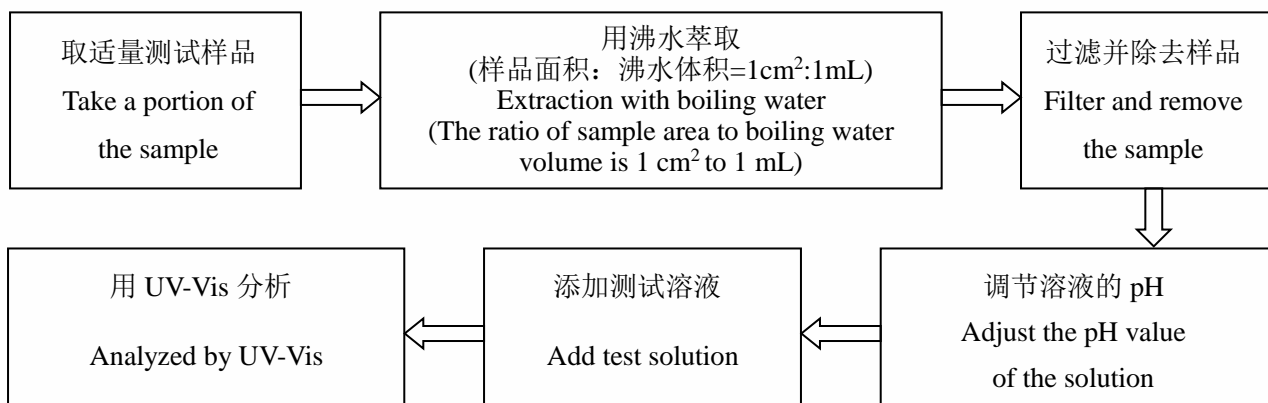 取适量测试样品
Take a portion of
the sample
用沸水萃取
(样品面积：沸水体积=1cm²:1mL)
Extraction with boiling water
(The ratio of sample area to boiling water
volume is 1 cm² to 1 mL)
过滤并除去样品
Filter and remove
the sample
调节溶液的 pH
Adjust the pH value
of the solution
添加测试溶液
Add test solution
用 UV-Vis 分析
Analyzed by UV-Vis